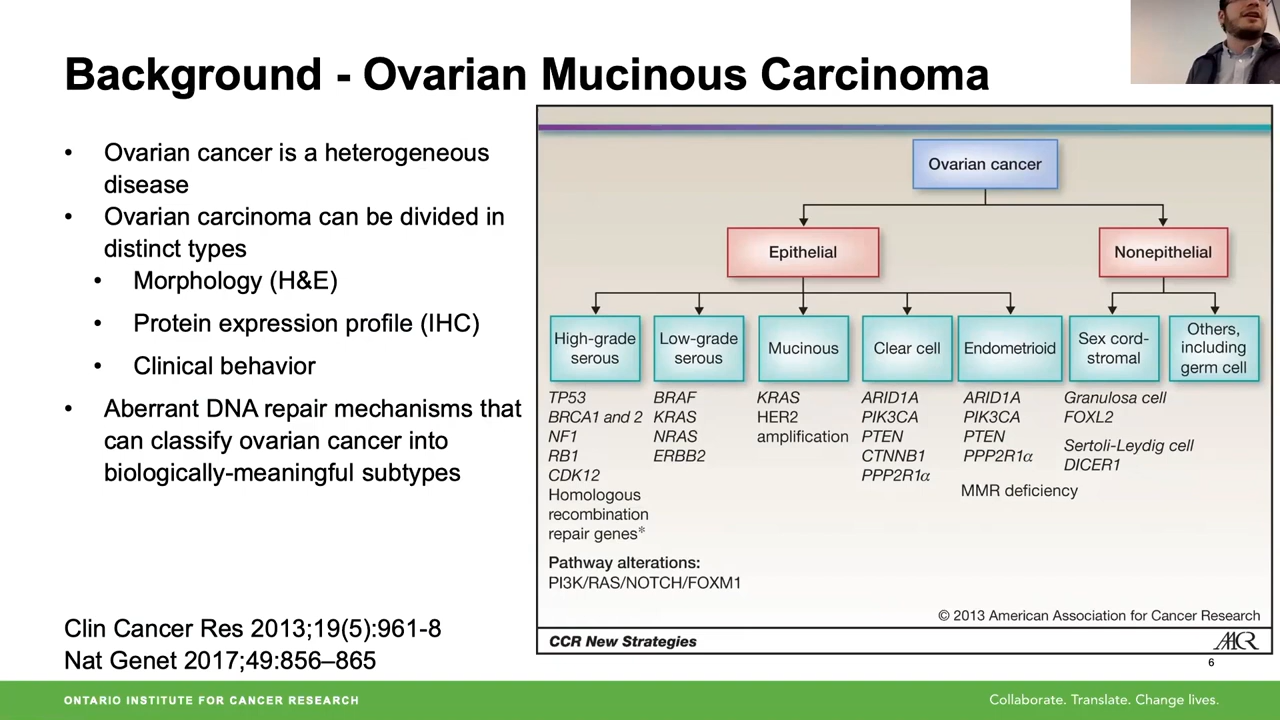 Background - Ovarian Mucinous Carcinoma
• Ovarian cancer is a heterogeneous
disease
• Ovarian carcinoma can be divided in
distinct types
• Morphology (H&E)
• Protein expression profile (IHC)
• Clinical behavior
• Aberrant DNA repair mechanisms that
can classify ovarian cancer into
biologically-meaningful subtypes
Clin Cancer Res 2013;19(5):961-8
Nat Genet 2017;49:856–865
Ovarian cancer
Epithelial
Nonepithelial
High-grade
serous
Low-grade
serous
Mucinous
Clear cell
Endometrioid
Sex cord-
stromal
Others,
including
germ cell
TP53
BRCA1 and 2
NF1
RB1
CDK12
Homologous
recombination
repair genes*
Pathway alterations:
PI3K/RAS/NOTCH/FOXM1
BRAF
KRAS
NRAS
ERBB2
KRAS
HER2
amplification
ARID1A
PIK3CA
PTEN
CTNNB1
PPP2R1α
ARID1A
PIK3CA
PTEN
PPP2R1α
MMR deficiency
Granulosa cell
FOXL2
Sertoli-Leydig cell
DICER1
© 2013 American Association for Cancer Research
CCR New Strategies
AACR
6
ONTARIO INSTITUTE FOR CANCER RESEARCH
Collaborate. Translate. Change lives.